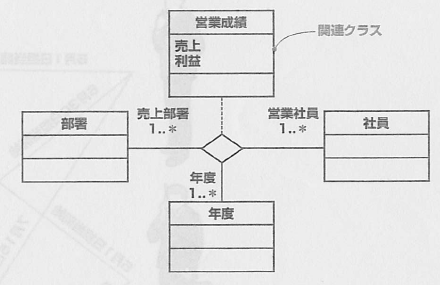 営業成績
売上
利益
関連クラス
部署
売上部署
1..*
営業社員
1..*
社員
年度
1..*
年度